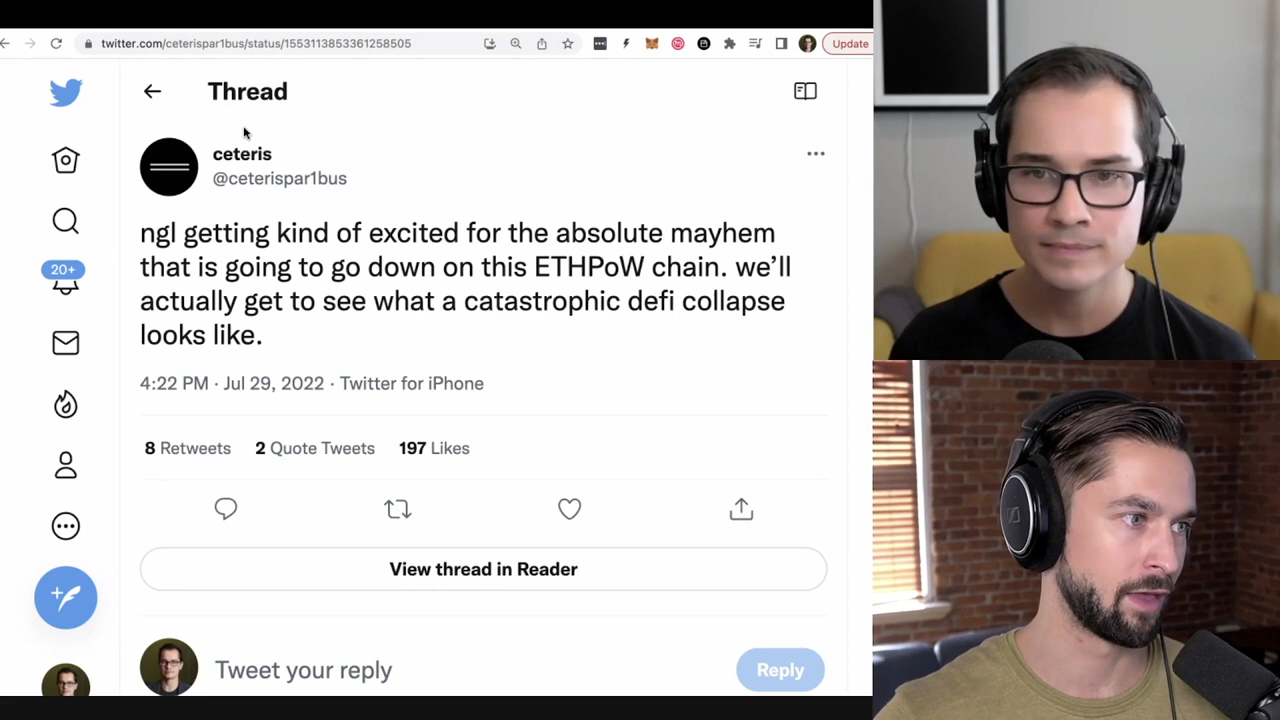 twitter.com/ceterispar1bus/status/1553113853361258505
Update
Thread
ceteris
@ceterispar1bus
ngl getting kind of excited for the absolute mayhem
that is going to go down on this ETHPoW chain. we’ll
actually get to see what a catastrophic defi collapse
looks like.
20+
4:22 PM · Jul 29, 2022 · Twitter for iPhone
8 Retweets 2 Quote Tweets 197 Likes
View thread in Reader
Tweet your reply
Reply